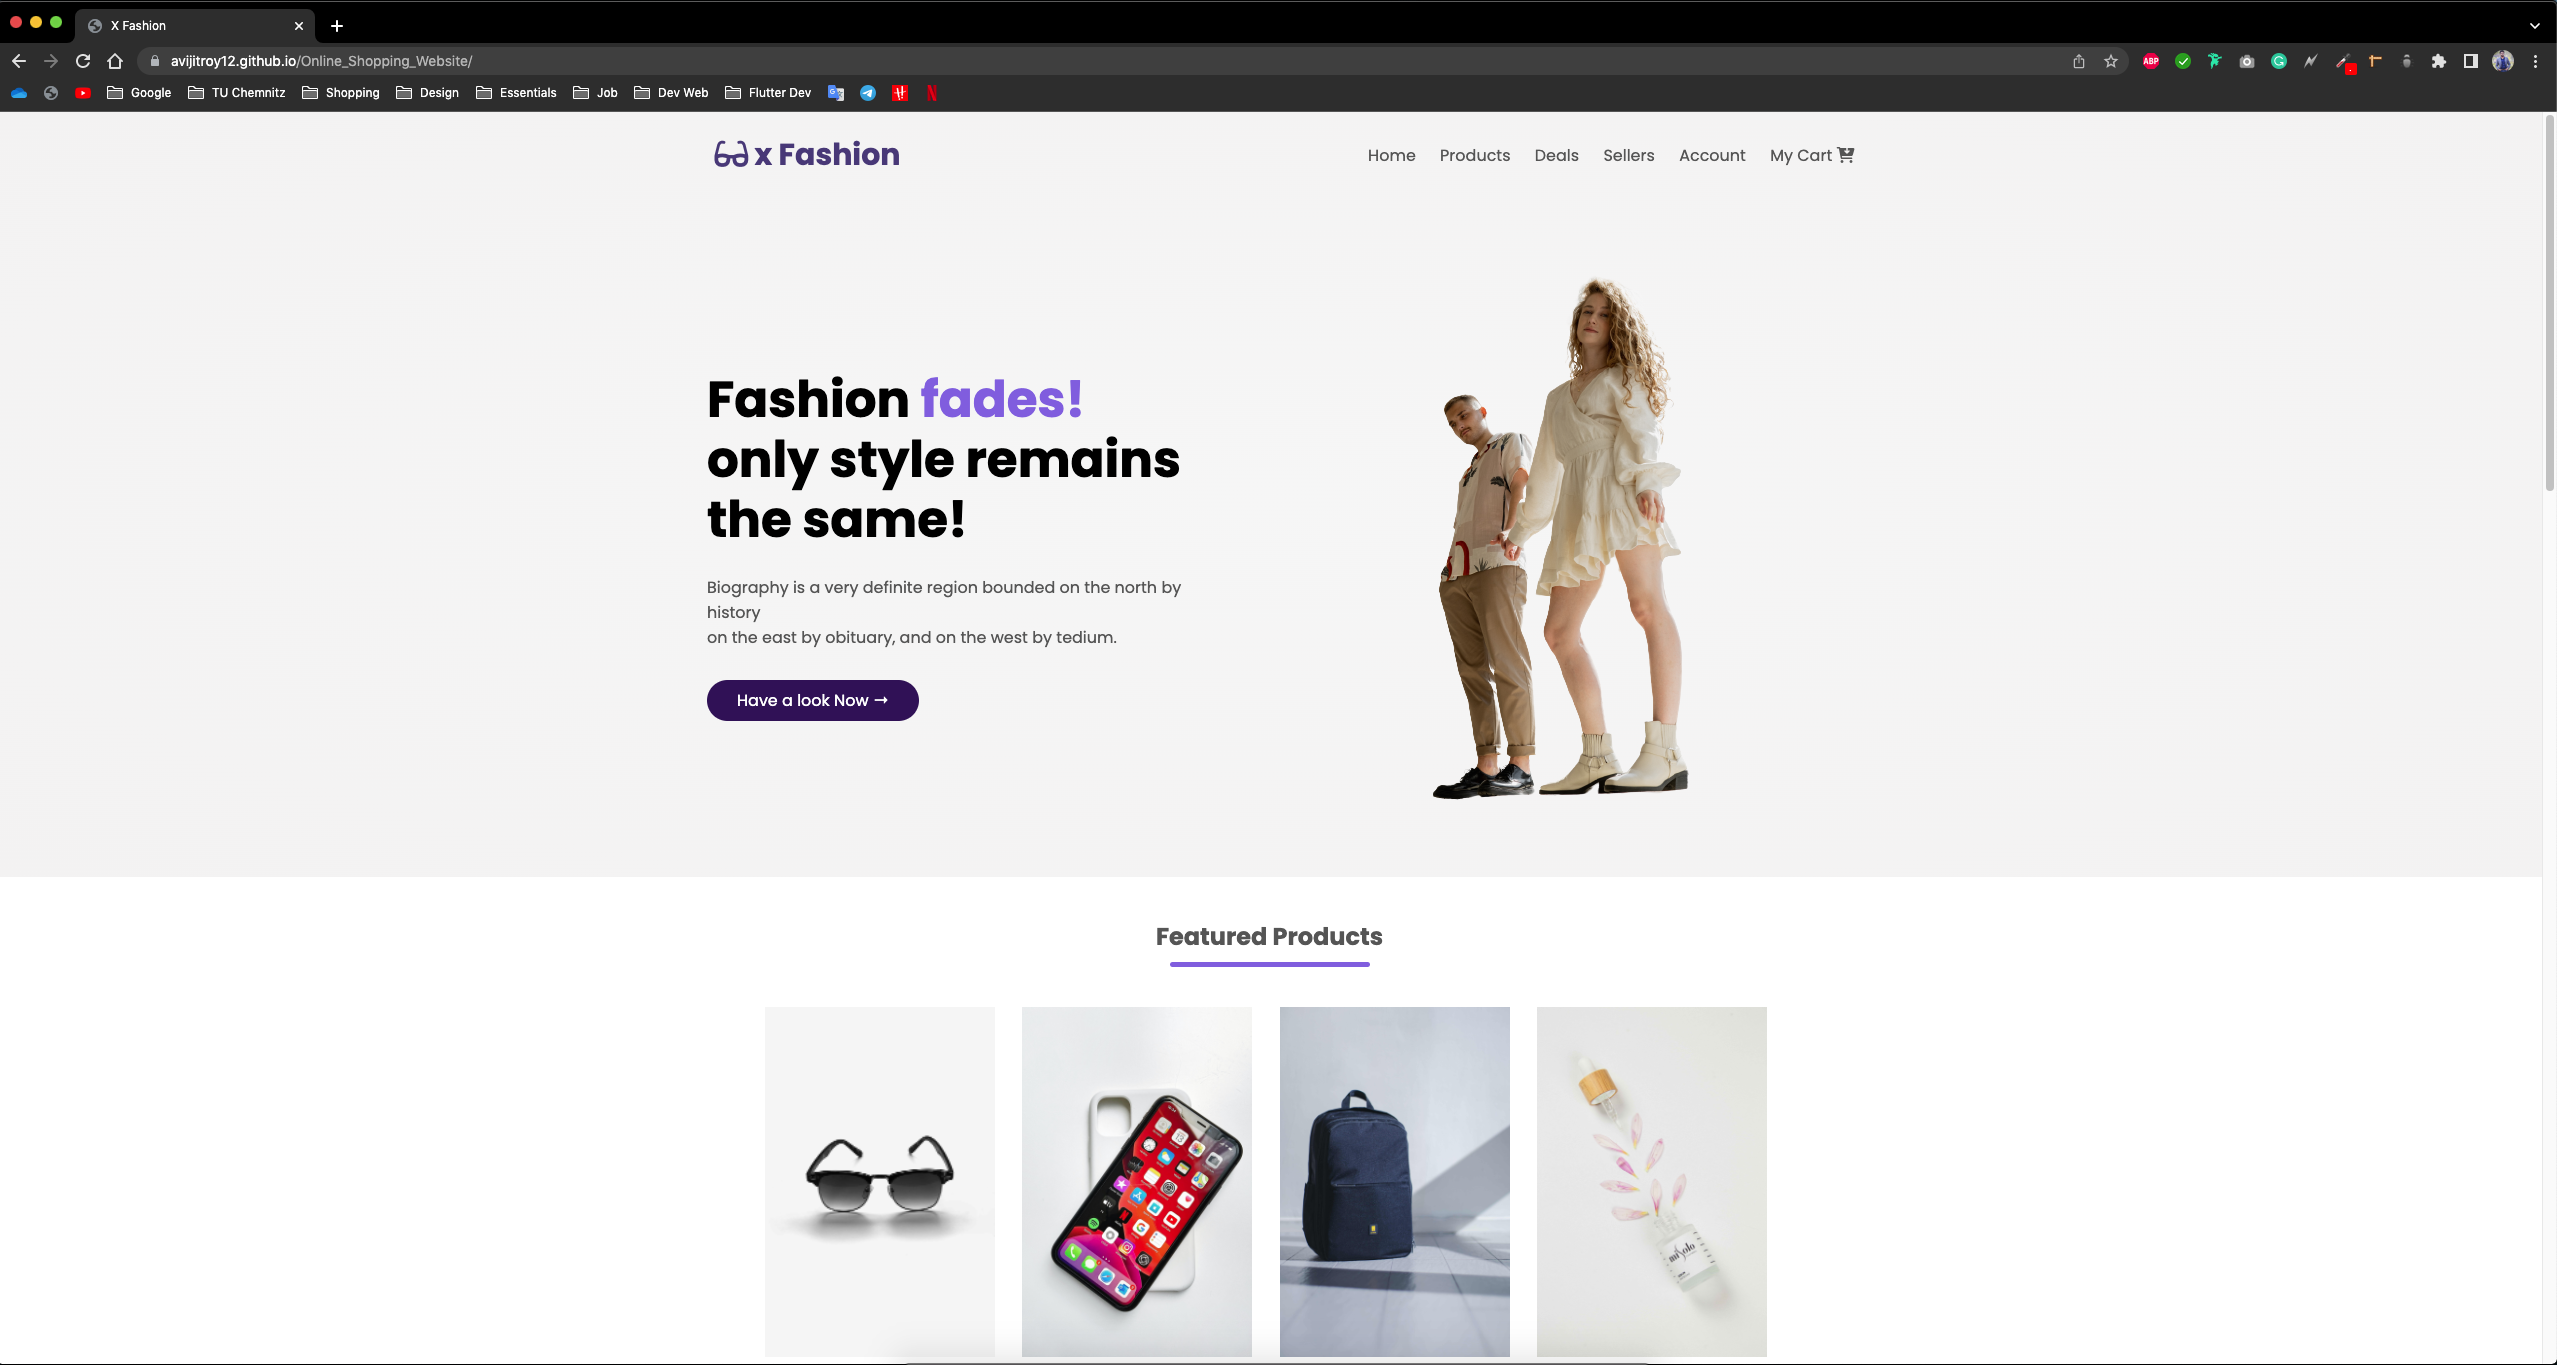 X Fashion
avijitroy12.github.io/Online_Shopping_Website/
ABP
Google TU Chemnitz Shopping Design Essentials Job Dev Web Flutter Dev
x Fashion
Home Products Deals Sellers Account My Cart
Fashion fades!
only style remains
the same!
Biography is a very definite region bounded on the north by
history
on the east by obituary, and on the west by tedium.
Have a look Now →
Featured Products